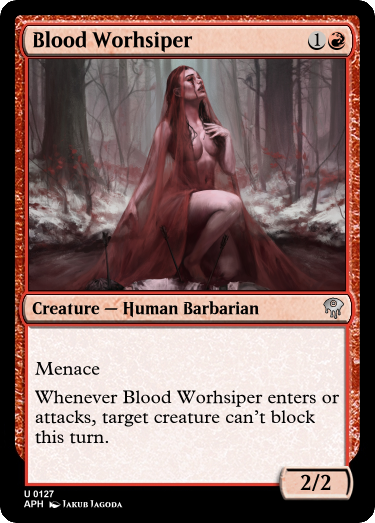 Blood Worhsiper 1
Creature — Human Barbarian
Menace
Whenever Blood Worhsiper enters or
attacks, target creature can't block
this turn.
2/2
U 0127
APH Jakub Jagoda